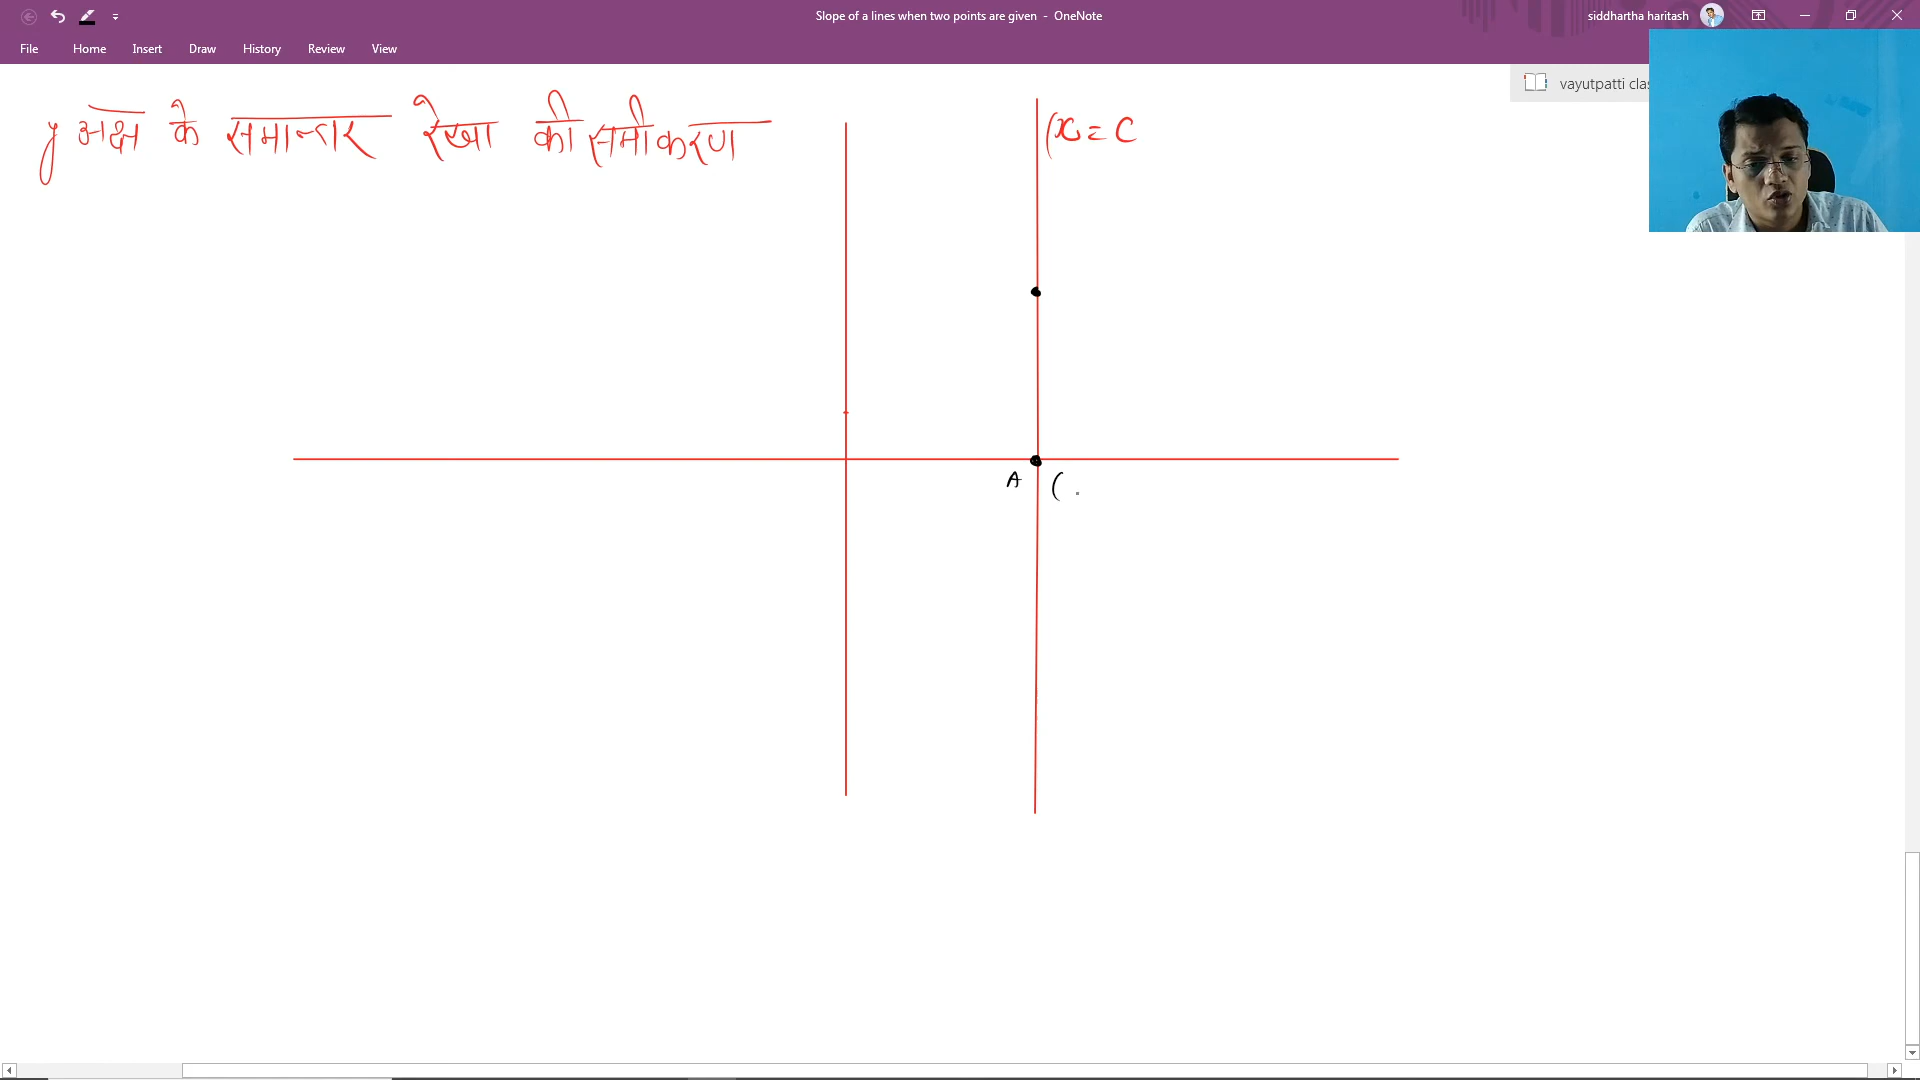 Slope of a lines when two points are given - OneNote
siddhartha haritash
File Home Insert Draw History Review View
vayutpatti clas
y अक्ष के समान्तर रेखा की समीकरण
(x = C
A (